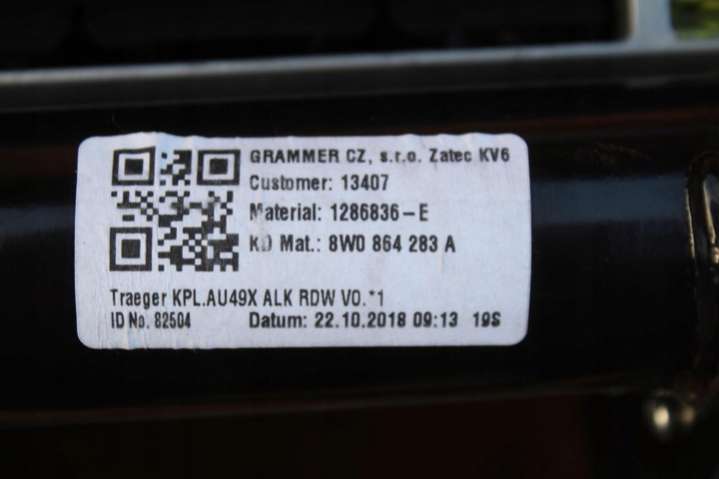 GRAMMER CZ, s.r.o. Zatec KV6
Customer: 13407
Material: 1286836-E
KD Mat.: 8W0 864 283 A
Traeger KPL.AU49X ALK RDW VO.*1
ID No. 82504 Datum: 22.10.2018 09:13 19S